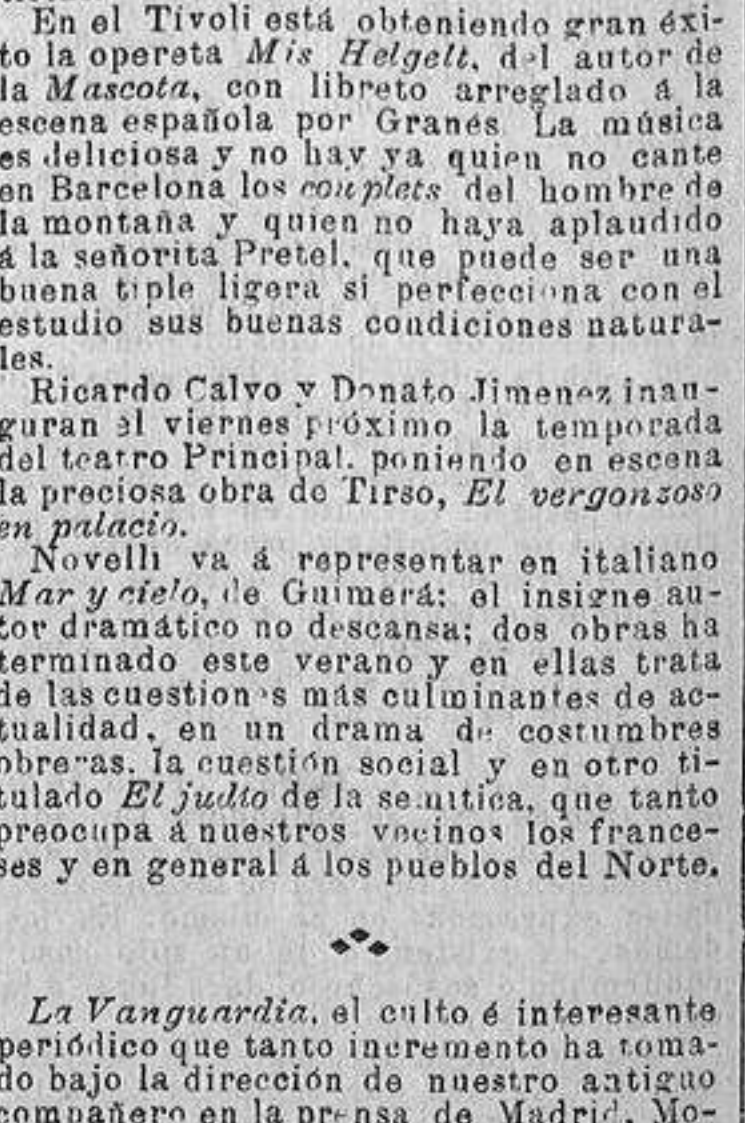 En el Tívoli está obteniendo gran éxi-
to la opereta Mis Helgelt, del autor de
la Mascota, con libreto arreglado á la
escena española por Granés La música
es deliciosa y no hay ya quien no cante
en Barcelona los couplets del hombre de
la montaña y quien no haya aplaudido
á la señorita Pretel, que puede ser una
buena tiple ligera si perfecciona con el
estudio sus buenas condiciones natura-
les.
Ricardo Calvo y Donato Jimenez inau-
guran el viernes próximo la temporada
del teatro Principal, poniendo en escena
la preciosa obra de Tirso, El vergonzoso
en palacio.
Novelli va á representar en italiano
Mar y cielo, de Guimerá; el insigne au-
tor dramático no descansa; dos obras ha
terminado este verano y en ellas trata
de las cuestiones más culminantes de ac-
tualidad, en un drama de costumbres
obreras, la cuestión social y en otro ti-
tulado El judío de la semítica, que tanto
preocupa á nuestros vecinos los france-
ses y en general á los pueblos del Norte.
La Vanguardia, el culto é interesante
periódico que tanto incremento ha toma-
do bajo la dirección de nuestro antiguo
compañero en la prensa de Madrid, Mo-